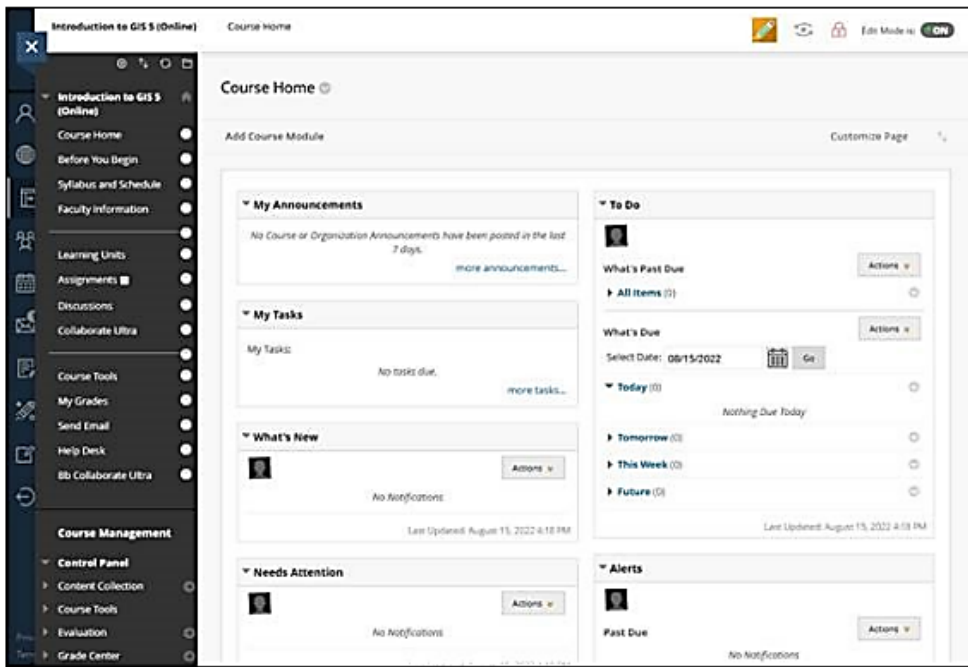 Introduction to GIS 5 (Online)
Course Home
Edit Mode is: ON
Introduction to GIS 5
(Online)
Course Home
Before You Begin
Syllabus and Schedule
Faculty Information
Learning Units
Assignments
Discussions
Collaborate Ultra
Course Tools
My Grades
Send Email
Help Desk
Bb Collaborate Ultra
Course Management
Control Panel
Content Collection
Course Tools
Evaluation
Grade Center
Course Home
Add Course Module
Customize Page
My Announcements
No Course or Organization Announcements have been posted in the last
7 days.
more announcements...
My Tasks
My Tasks:
No tasks due.
more tasks...
What's New
Actions
No Notifications
Last Updated: August 15, 2022 4:18 PM
Needs Attention
Actions
No Notifications
To Do
What's Past Due
Actions
All Items (0)
What's Due
Actions
Select Date: 08/15/2022
Go
Today (0)
Nothing Due Today
Tomorrow (0)
This Week (0)
Future (0)
Last Updated: August 15, 2022 4:18 PM
Alerts
Past Due
Actions
No Notifications